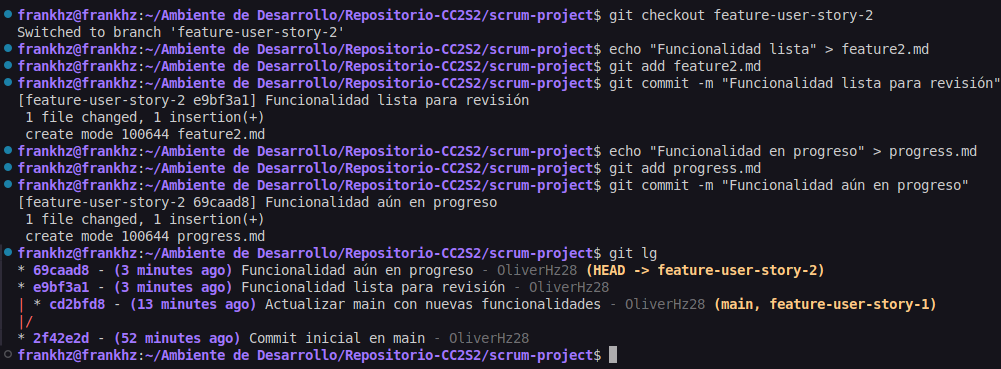 frankhz@frankhz:~/Ambiente de Desarrollo/Repositorio-CC2S2/scrum-project$ git checkout feature-user-story-2
Switched to branch 'feature-user-story-2'
frankhz@frankhz:~/Ambiente de Desarrollo/Repositorio-CC2S2/scrum-project$ echo "Funcionalidad lista" > feature2.md
frankhz@frankhz:~/Ambiente de Desarrollo/Repositorio-CC2S2/scrum-project$ git add feature2.md
frankhz@frankhz:~/Ambiente de Desarrollo/Repositorio-CC2S2/scrum-project$ git commit -m "Funcionalidad lista para revisión"
[feature-user-story-2 e9bf3a1] Funcionalidad lista para revisión
 1 file changed, 1 insertion(+)
 create mode 100644 feature2.md
frankhz@frankhz:~/Ambiente de Desarrollo/Repositorio-CC2S2/scrum-project$ echo "Funcionalidad en progreso" > progress.md
frankhz@frankhz:~/Ambiente de Desarrollo/Repositorio-CC2S2/scrum-project$ git add progress.md
frankhz@frankhz:~/Ambiente de Desarrollo/Repositorio-CC2S2/scrum-project$ git commit -m "Funcionalidad aún en progreso"
[feature-user-story-2 69caad8] Funcionalidad aún en progreso
 1 file changed, 1 insertion(+)
 create mode 100644 progress.md
frankhz@frankhz:~/Ambiente de Desarrollo/Repositorio-CC2S2/scrum-project$ git lg
* 69caad8 - (3 minutes ago) Funcionalidad aún en progreso - OliverHz28 (HEAD -> feature-user-story-2)
* e9bf3a1 - (3 minutes ago) Funcionalidad lista para revisión - OliverHz28
| * cd2bfd8 - (13 minutes ago) Actualizar main con nuevas funcionalidades - OliverHz28 (main, feature-user-story-1)
|/
* 2f42e2d - (52 minutes ago) Commit inicial en main - OliverHz28
frankhz@frankhz:~/Ambiente de Desarrollo/Repositorio-CC2S2/scrum-project$